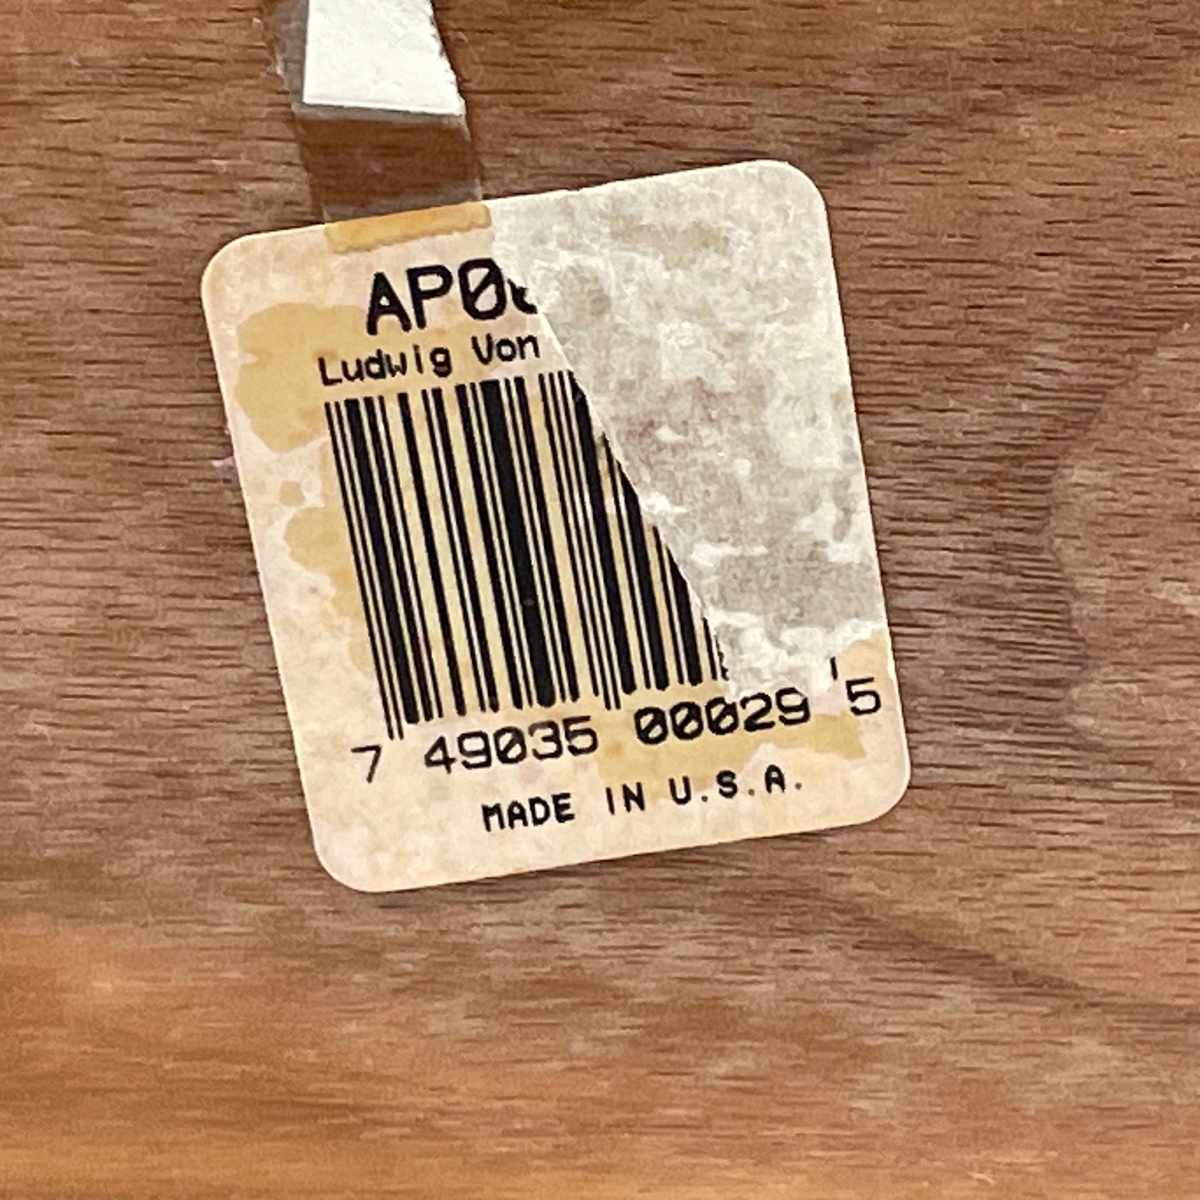 AP0
Ludwig Von
7 49035 00029 5
MADE IN U.S.A.